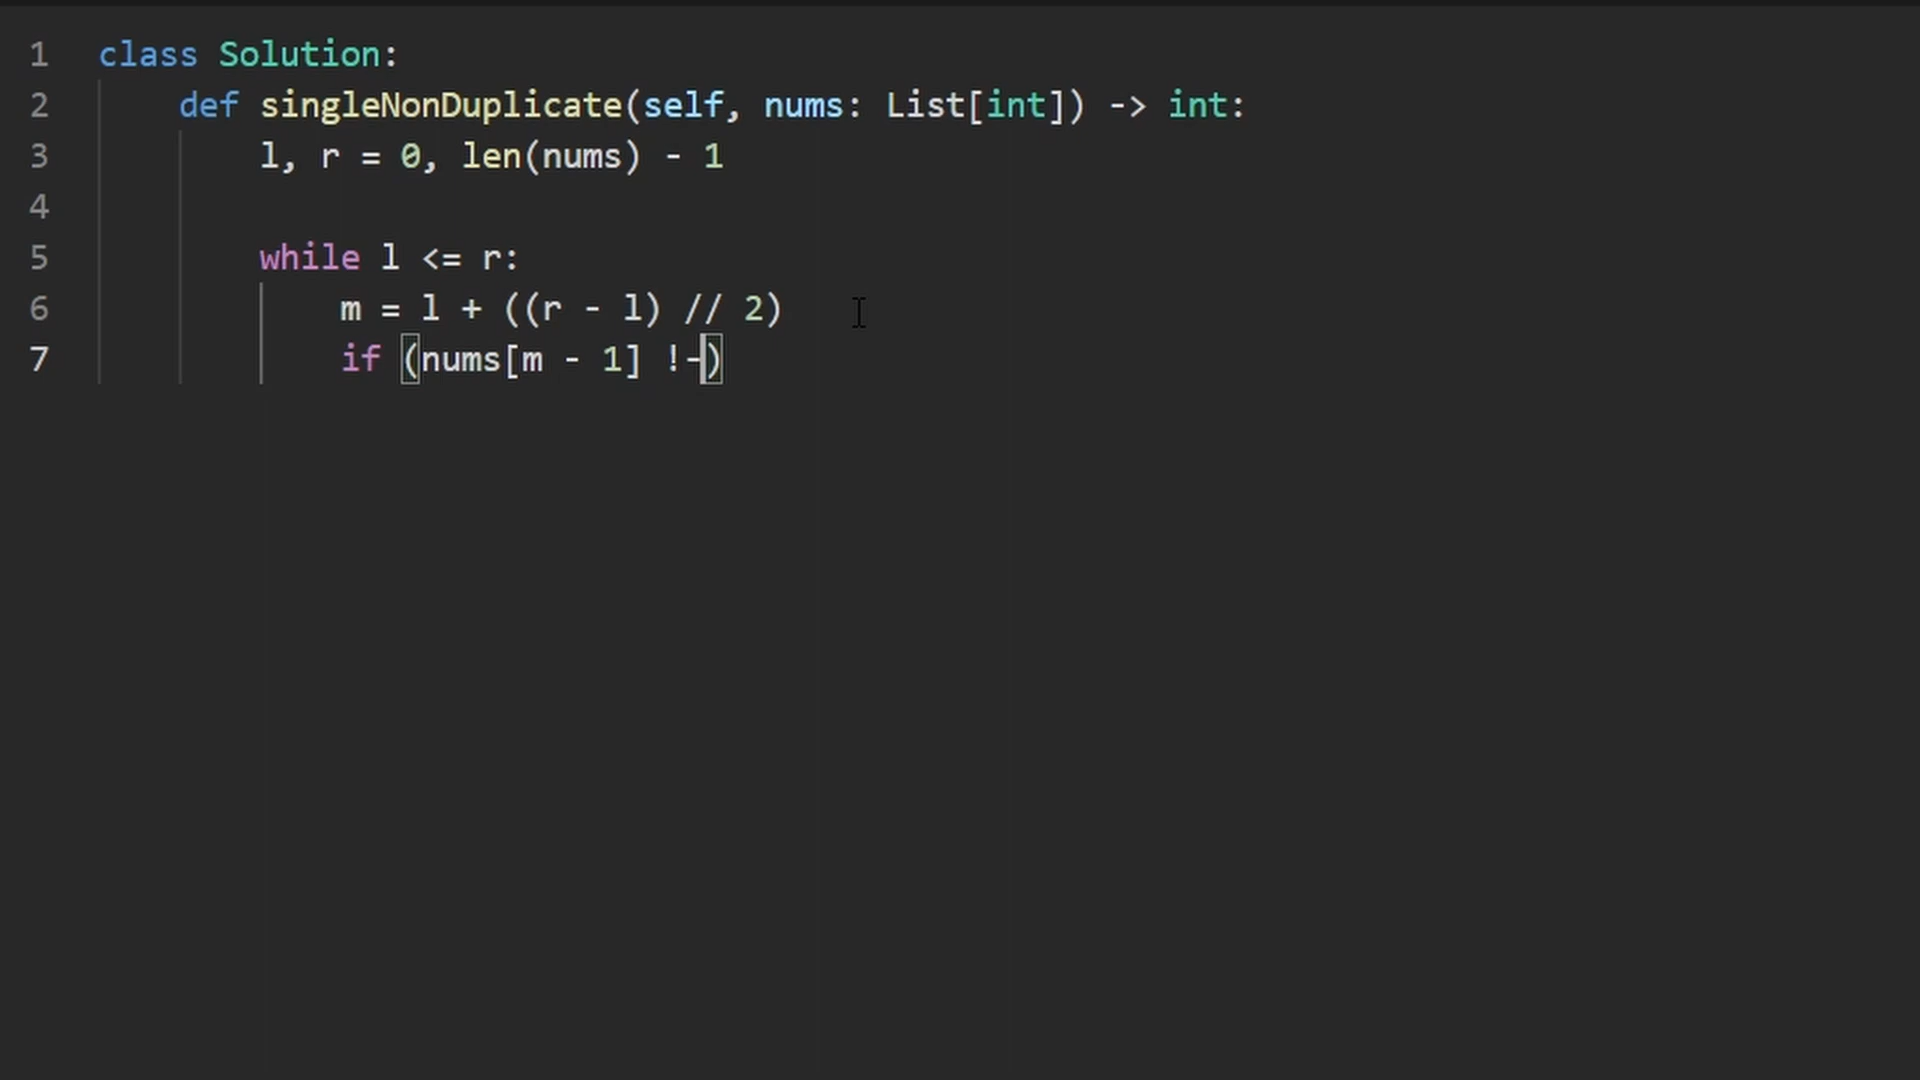 1 class Solution:
2 def singleNonDuplicate(self, nums: List[int]) -> int:
3 l, r = 0, len(nums) - 1
4
5 while l <= r:
6 m = l + ((r - l) // 2)
7 if (nums[m - 1] !-)